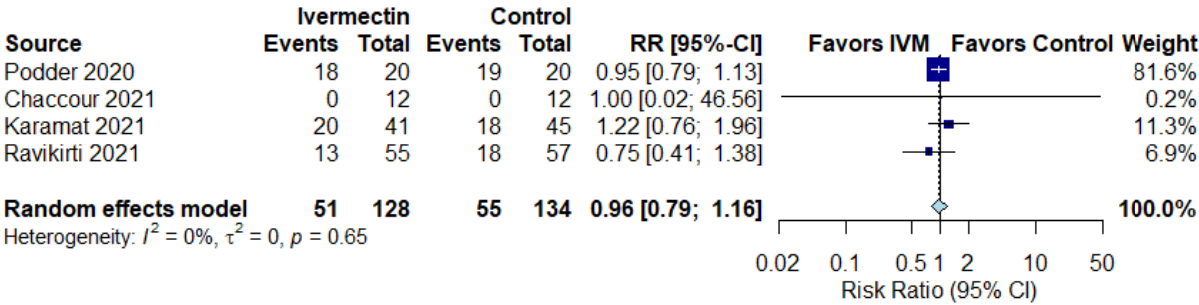 Ivermectin Control
Source Events Total Events Total RR [95%-CI] Favors IVM Favors Control Weight
Podder 2020 18 20 19 20 0.95 [0.79; 1.13] 81.6%
Chaccour 2021 0 12 0 12 1.00 [0.02; 46.56] 0.2%
Karamat 2021 20 41 18 45 1.22 [0.76; 1.96] 11.3%
Ravikirti 2021 13 55 18 57 0.75 [0.41; 1.38] 6.9%
Random effects model 51 128 55 134 0.96 [0.79; 1.16] 100.0%
Heterogeneity: I² = 0%, τ² = 0, p = 0.65
0.02 0.1 0.5 1 2 10 50
Risk Ratio (95% CI)